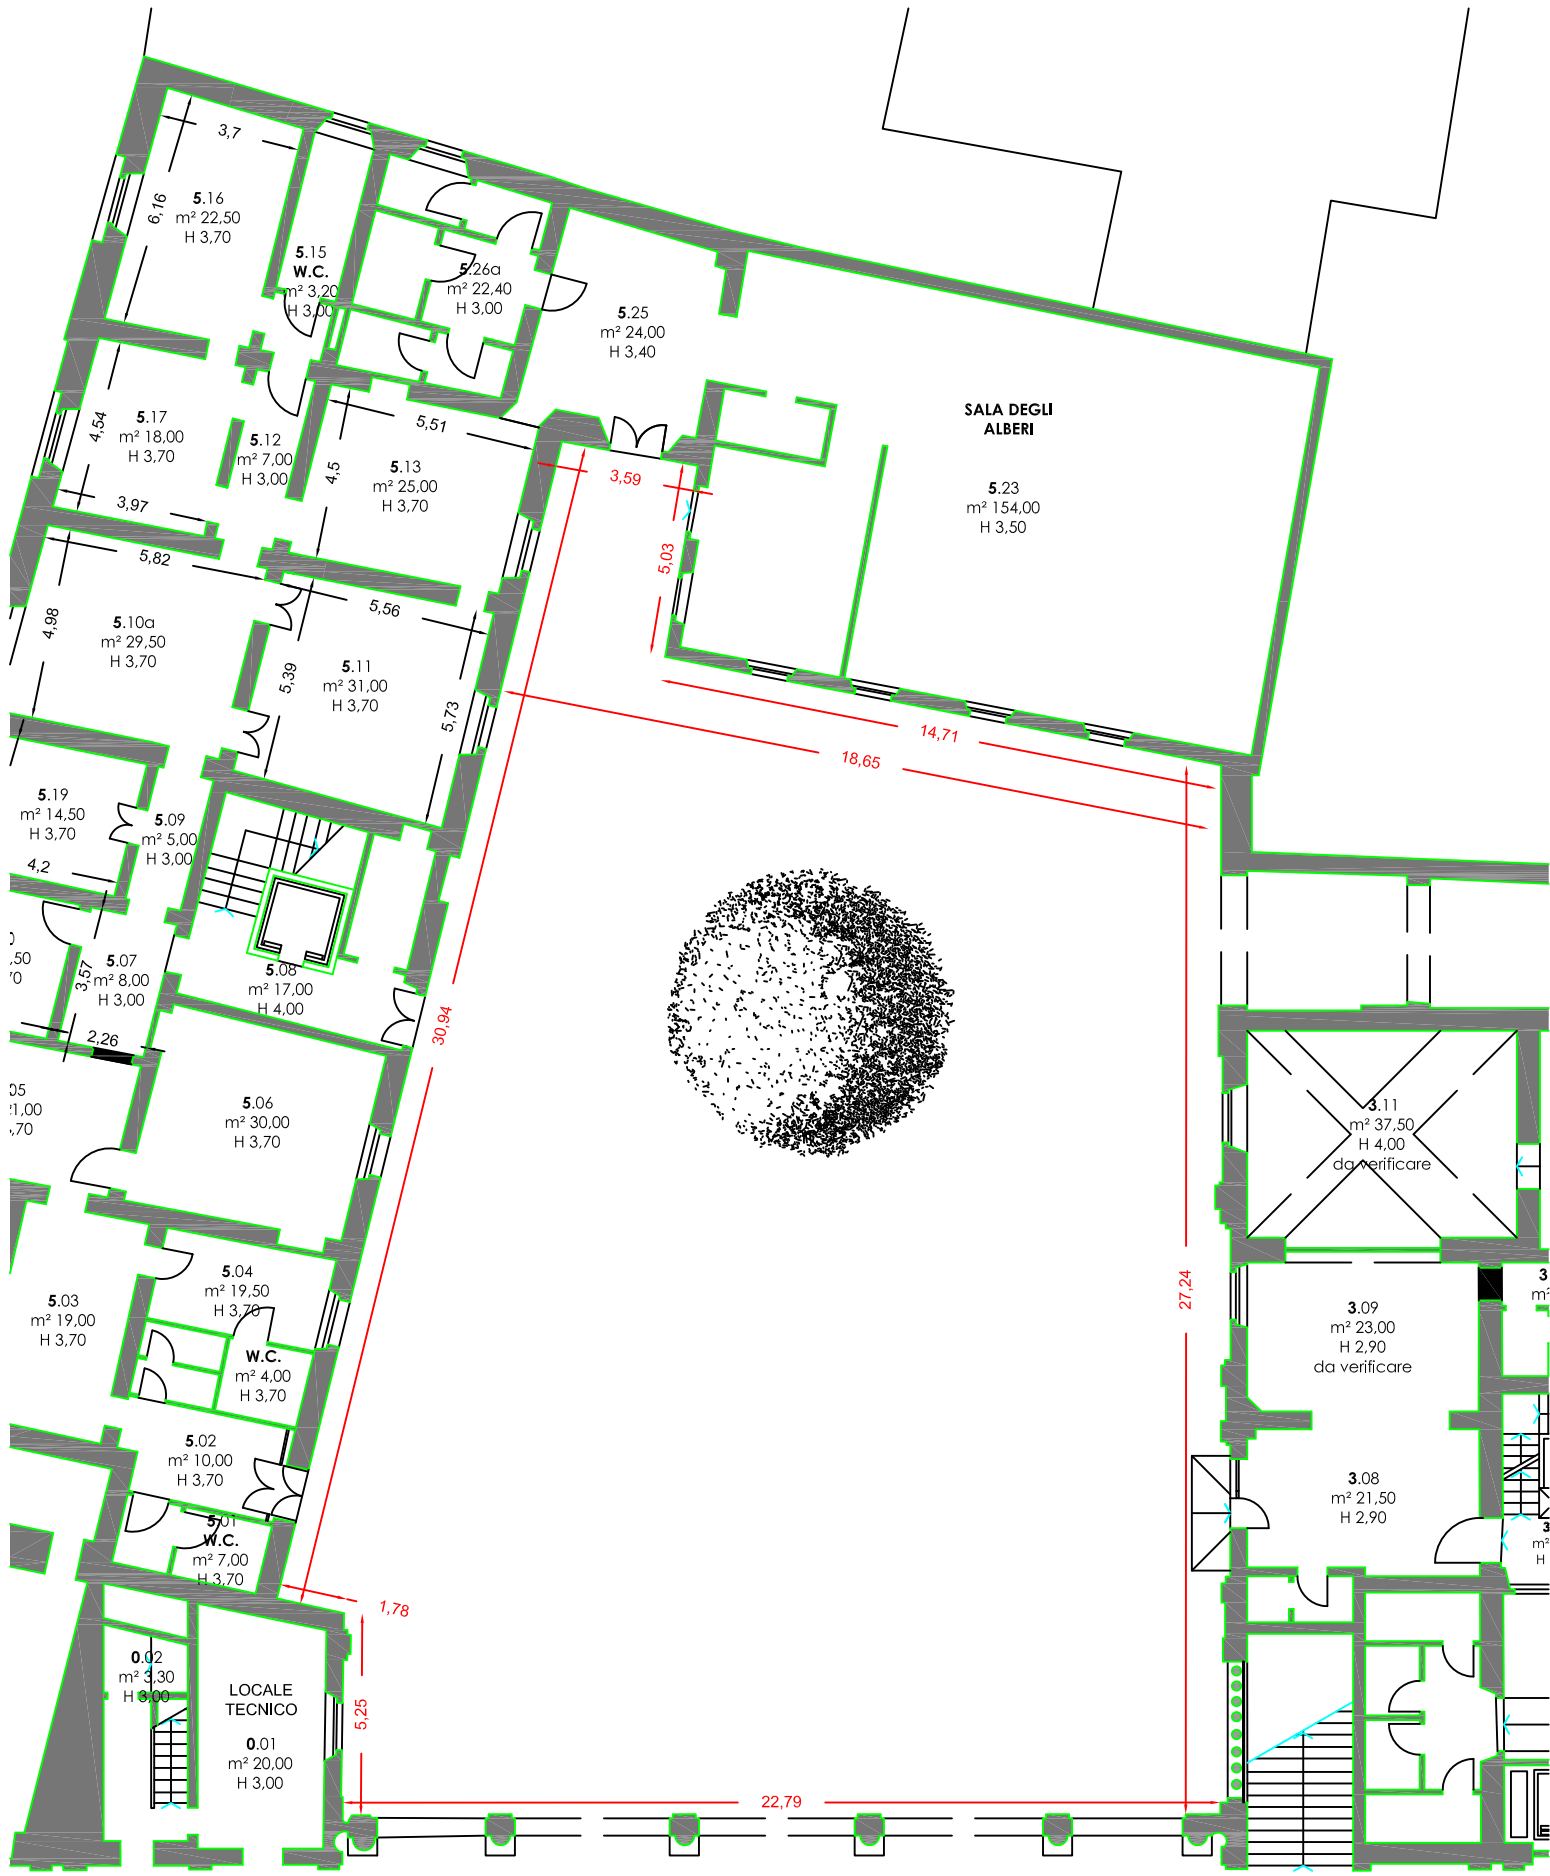 3,7
6,16
5.16
m² 22,50
H 3,70
5.15
W.C.
m² 3,20
H 3,00
5.26a
m² 22,40
H 3,00
5.25
m² 24,00
H 3,40
SALA DEGLI
ALBERI
5.23
m² 154,00
H 3,50
4,54
5.17
m² 18,00
H 3,70
3,97
5.12
m² 7,00
H 3,00
5,51
4,5
5.13
m² 25,00
H 3,70
3,59
5,03
5,82
4,98
5.10a
m² 29,50
H 3,70
5,56
5,39
5.11
m² 31,00
H 3,70
5,73
14,71
18,65
5.19
m² 14,50
H 3,70
4,2
5.09
m² 5,00
H 3,00
5.08
m² 17,00
H 4,00
5.07
m² 8,00
H 3,00
3,57
2,26
30,94
5.06
m² 30,00
H 3,70
3.11
m² 37,50
H 4,00
da verificare
27,24
5.04
m² 19,50
H 3,70
5.03
m² 19,00
H 3,70
W.C.
m² 4,00
H 3,70
3.09
m² 23,00
H 2,90
da verificare
5.02
m² 10,00
H 3,70
3.08
m² 21,50
H 2,90
5.01
W.C.
m² 7,00
H 3,70
1,78
0.02
m² 3,30
H 3,00
LOCALE
TECNICO
0.01
m² 20,00
H 3,00
5,25
22,79